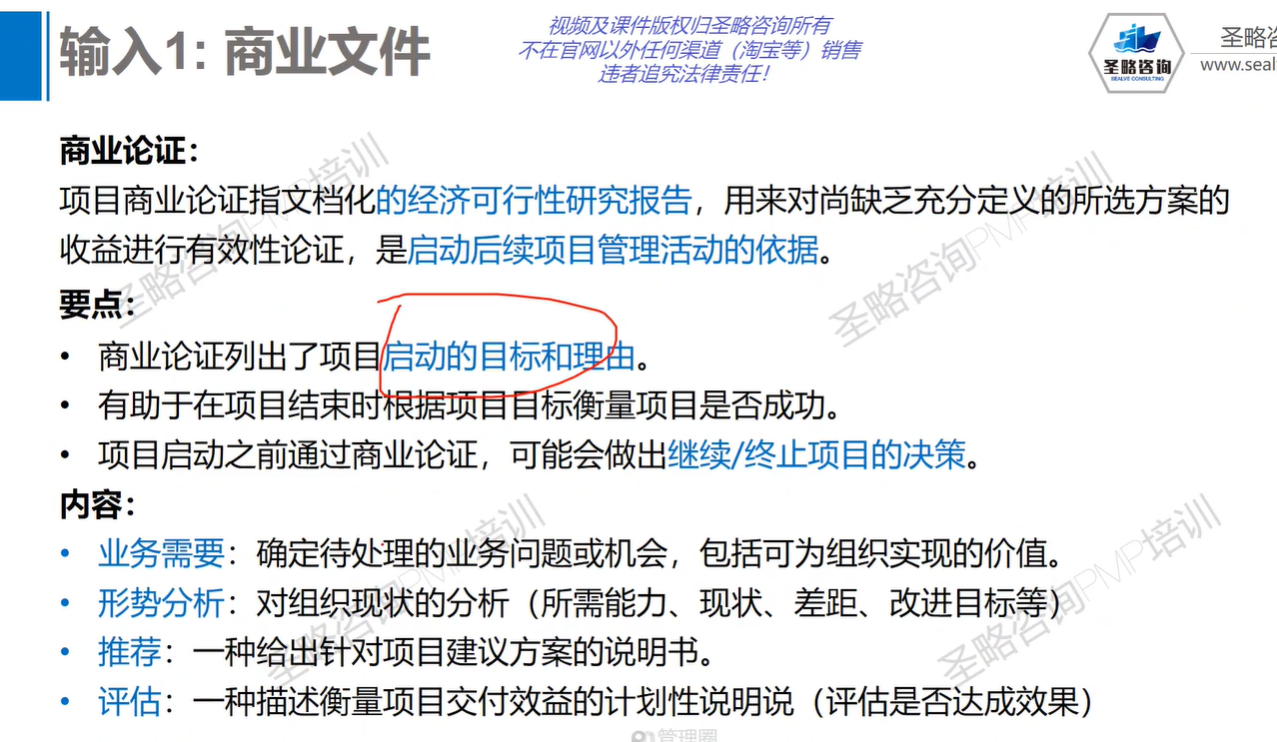 输入1: 商业文件
视频及课件版权归圣略咨询所有
不在官网以外任何渠道（淘宝等）销售
违者追究法律责任！
圣略咨询
SEALVE CONSULTING
圣略咨
www.sealv
商业论证：
项目商业论证指文档化的经济可行性研究报告，用来对尚缺乏充分定义的所选方案的
收益进行有效性论证，是启动后续项目管理活动的依据。
要点：
• 商业论证列出了项目启动的目标和理由。
• 有助于在项目结束时根据项目目标衡量项目是否成功。
• 项目启动之前通过商业论证，可能会做出继续/终止项目的决策。
内容：
• 业务需要：确定待处理的业务问题或机会，包括可为组织实现的价值。
• 形势分析：对组织现状的分析（所需能力、现状、差距、改进目标等）
• 推荐：一种给出针对项目建议方案的说明书。
• 评估：一种描述衡量项目交付效益的计划性说明说（评估是否达成效果）
圣略咨询PMP培训
圣略咨询PMP培训
圣略咨询PMP培训
圣略咨询PMP培训
管理圈